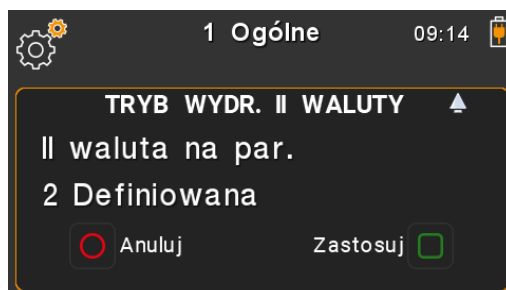 1 Ogólne 09:14
TRYB WYDR. II WALUTY
II waluta na par.
2 Definiowana
Anuluj Zastosuj